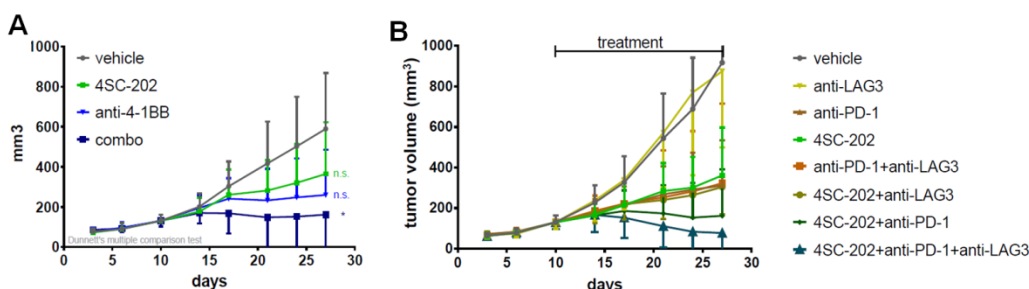 A
1000
800
600
400
200
0
mm3
vehicle
4SC-202
anti-4-1BB
combo
n.s.
n.s.
*
Dunnett's multiple comparison test
0 5 10 15 20 25 30
days
B
1000
800
600
400
200
0
tumor volume (mm³)
treatment
0 5 10 15 20 25 30
days
vehicle
anti-LAG3
anti-PD-1
4SC-202
anti-PD-1+anti-LAG3
4SC-202+anti-LAG3
4SC-202+anti-PD-1
4SC-202+anti-PD-1+anti-LAG3